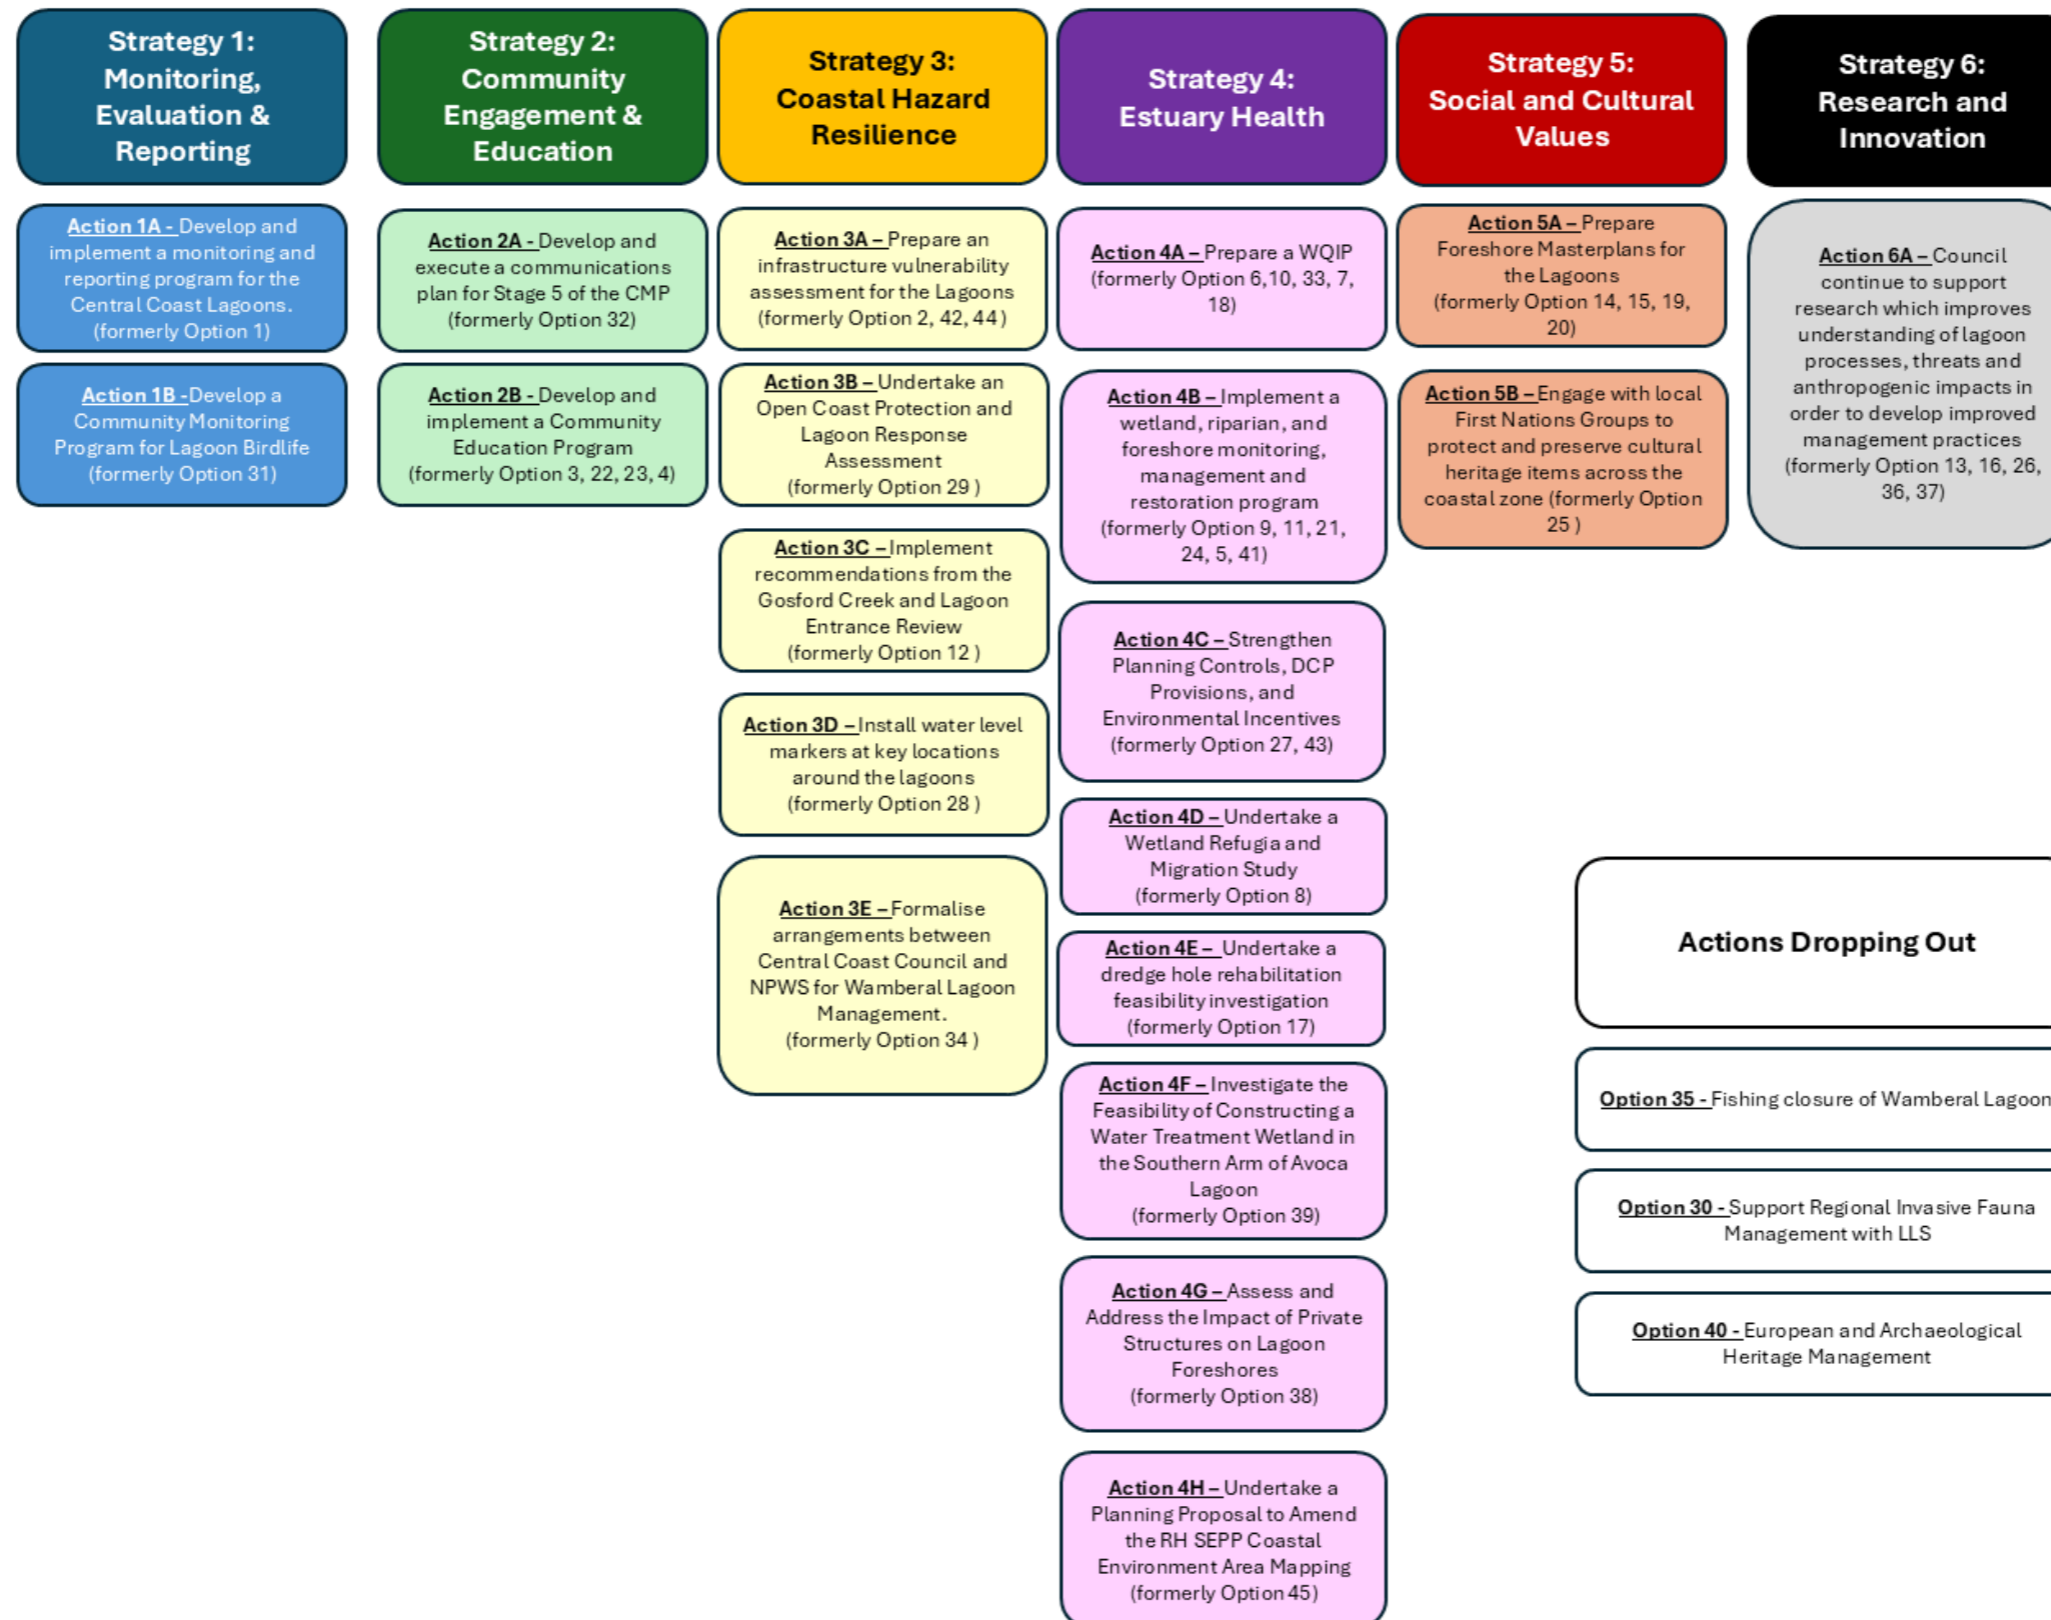 Strategy 1:
Monitoring,
Evaluation &
Reporting
Action 1A - Develop and
implement a monitoring and
reporting program for the
Central Coast Lagoons.
(formerly Option 1)
Action 1B -Develop a
Community Monitoring
Program for Lagoon Birdlife
(formerly Option 31)
Strategy 2:
Community
Engagement &
Education
Action 2A - Develop and
execute a communications
plan for Stage 5 of the CMP
(formerly Option 32)
Action 2B - Develop and
implement a Community
Education Program
(formerly Option 3, 22, 23, 4)
Strategy 3:
Coastal Hazard
Resilience
Action 3A – Prepare an
infrastructure vulnerability
assessment for the Lagoons
(formerly Option 2, 42, 44 )
Action 3B – Undertake an
Open Coast Protection and
Lagoon Response
Assessment
(formerly Option 29 )
Action 3C – Implement
recommendations from the
Gosford Creek and Lagoon
Entrance Review
(formerly Option 12 )
Action 3D – Install water level
markers at key locations
around the lagoons
(formerly Option 28 )
Action 3E – Formalise
arrangements between
Central Coast Council and
NPWS for Wamberal Lagoon
Management.
(formerly Option 34 )
Strategy 4:
Estuary Health
Action 4A – Prepare a WQIP
(formerly Option 6,10, 33, 7,
18)
Action 4B – Implement a
wetland, riparian, and
foreshore monitoring,
management and
restoration program
(formerly Option 9, 11, 21,
24, 5, 41)
Action 4C – Strengthen
Planning Controls, DCP
Provisions, and
Environmental Incentives
(formerly Option 27, 43)
Action 4D – Undertake a
Wetland Refugia and
Migration Study
(formerly Option 8)
Action 4E – Undertake a
dredge hole rehabilitation
feasibility investigation
(formerly Option 17)
Action 4F – Investigate the
Feasibility of Constructing a
Water Treatment Wetland in
the Southern Arm of Avoca
Lagoon
(formerly Option 39)
Action 4G – Assess and
Address the Impact of Private
Structures on Lagoon
Foreshores
(formerly Option 38)
Action 4H – Undertake a
Planning Proposal to Amend
the RH SEPP Coastal
Environment Area Mapping
(formerly Option 45)
Strategy 5:
Social and Cultural
Values
Action 5A – Prepare
Foreshore Masterplans for
the Lagoons
(formerly Option 14, 15, 19,
20)
Action 5B – Engage with local
First Nations Groups to
protect and preserve cultural
heritage items across the
coastal zone (formerly Option
25 )
Strategy 6:
Research and
Innovation
Action 6A – Council
continue to support
research which improves
understanding of lagoon
processes, threats and
anthropogenic impacts in
order to develop improved
management practices
(formerly Option 13, 16, 26,
36, 37)
Actions Dropping Out
Option 35 - Fishing closure of Wamberal Lagoon
Option 30 - Support Regional Invasive Fauna
Management with LLS
Option 40 - European and Archaeological
Heritage Management